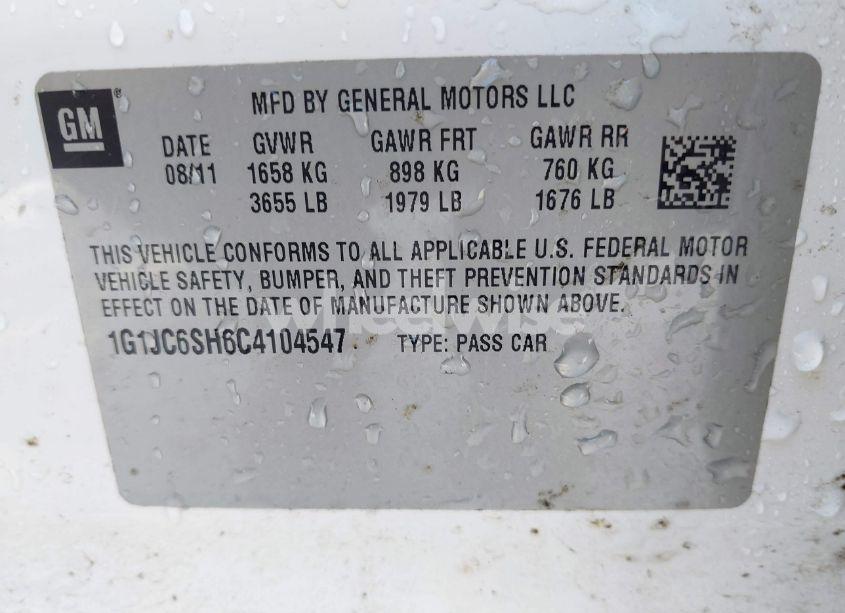 GM
MFD BY GENERAL MOTORS LLC
DATE GVWR GAWR FRT GAWR RR
08/11 1658 KG 898 KG 760 KG
3655 LB 1979 LB 1676 LB
THIS VEHICLE CONFORMS TO ALL APPLICABLE U.S. FEDERAL MOTOR
VEHICLE SAFETY, BUMPER, AND THEFT PREVENTION STANDARDS IN
EFFECT ON THE DATE OF MANUFACTURE SHOWN ABOVE.
wheelwise
1G1JC6SH6C4104547 TYPE: PASS CAR